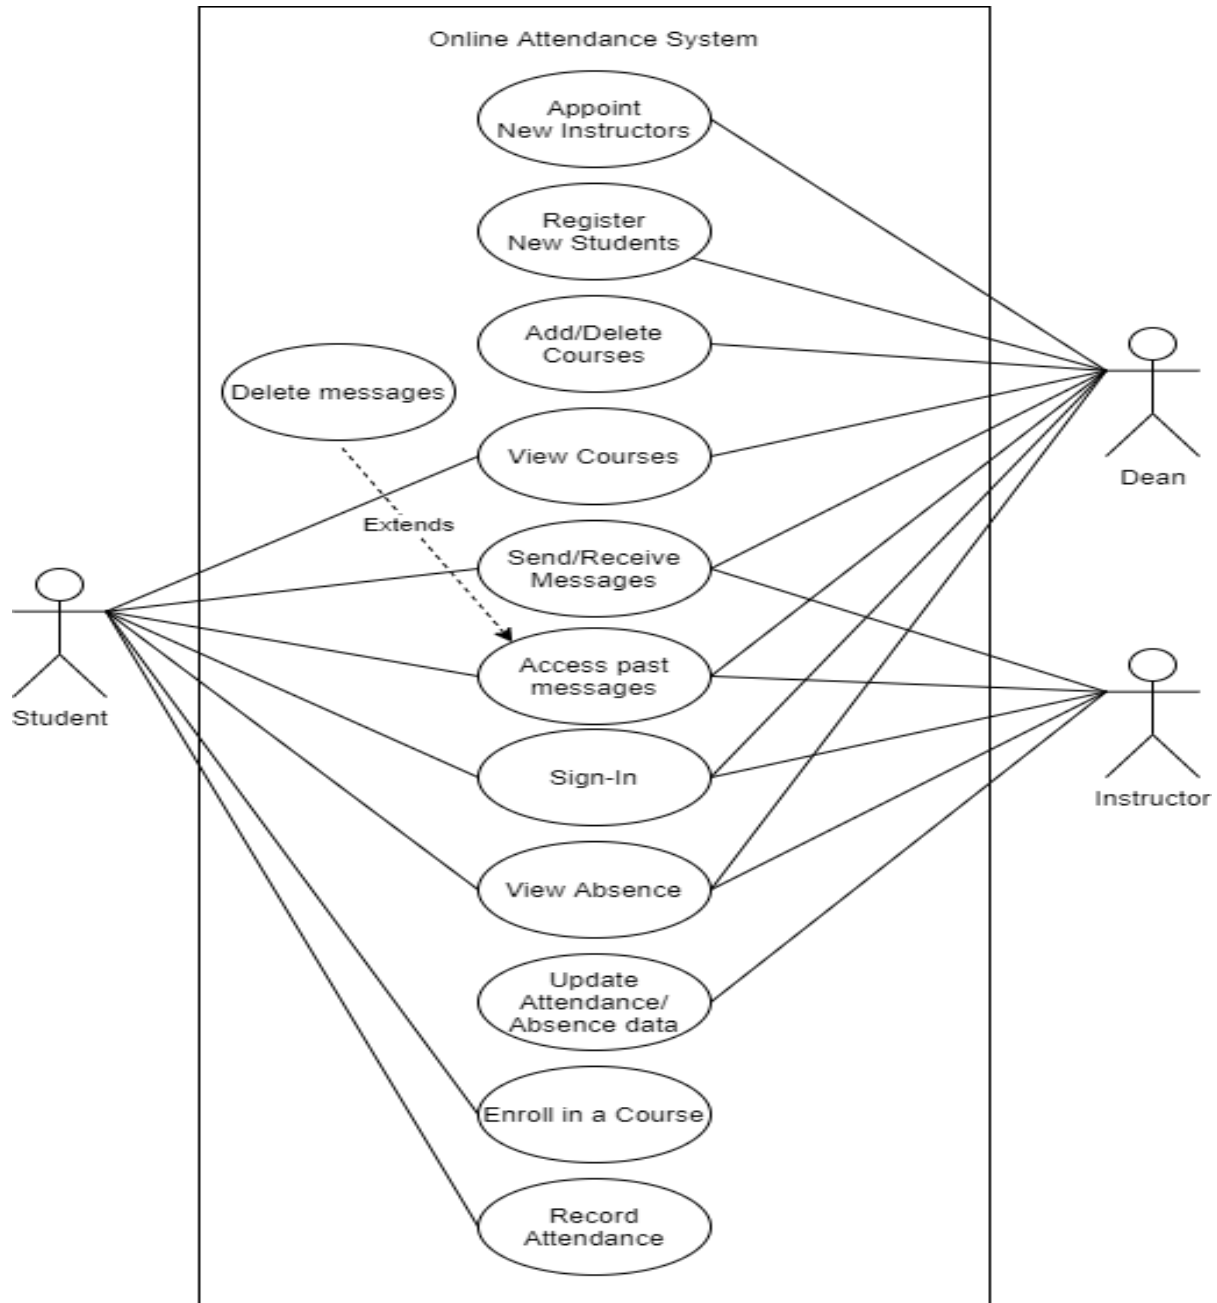 Online Attendance System
Appoint
New Instructors
Register
New Students
Add/Delete
Courses
Delete messages
View Courses
Dean
Extends
Send/Receive
Messages
Access past
messages
Student
Sign-In
Instructor
View Absence
Update
Attendance/
Absence data
Enroll in a Course
Record
Attendance